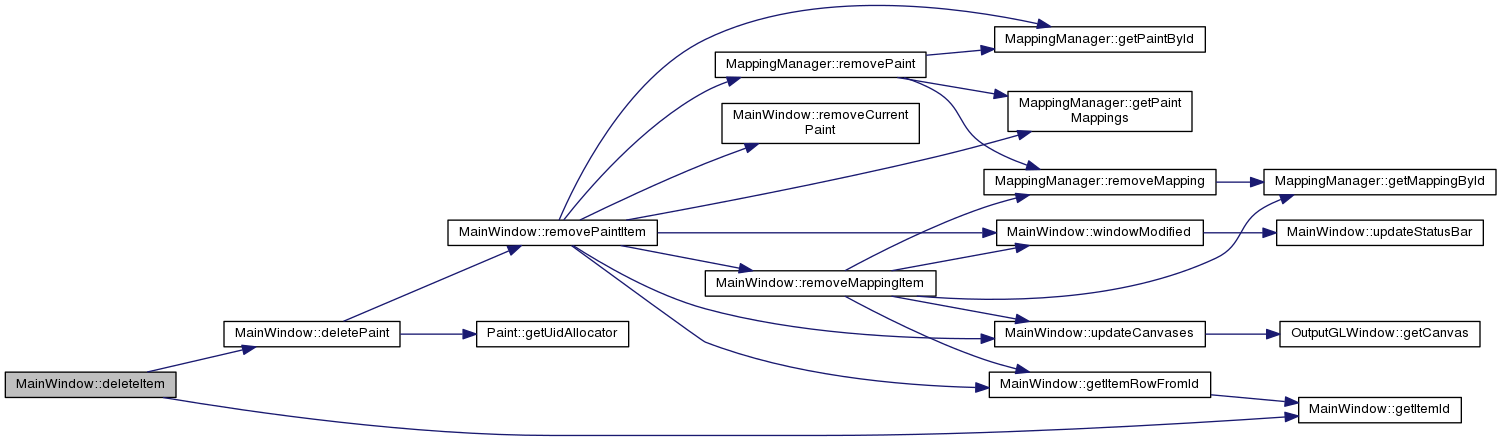 MainWindow::deleteItem
MainWindow::deletePaint
MainWindow::removePaintItem
Paint::getUidAllocator
MappingManager::removePaint
MainWindow::removeCurrent
Paint
MainWindow::removeMappingItem
MappingManager::getPaintById
MappingManager::getPaint
Mappings
MappingManager::removeMapping
MainWindow::windowModified
MainWindow::updateCanvases
MainWindow::getItemRowFromId
MappingManager::getMappingById
MainWindow::updateStatusBar
OutputGLWindow::getCanvas
MainWindow::getItemId